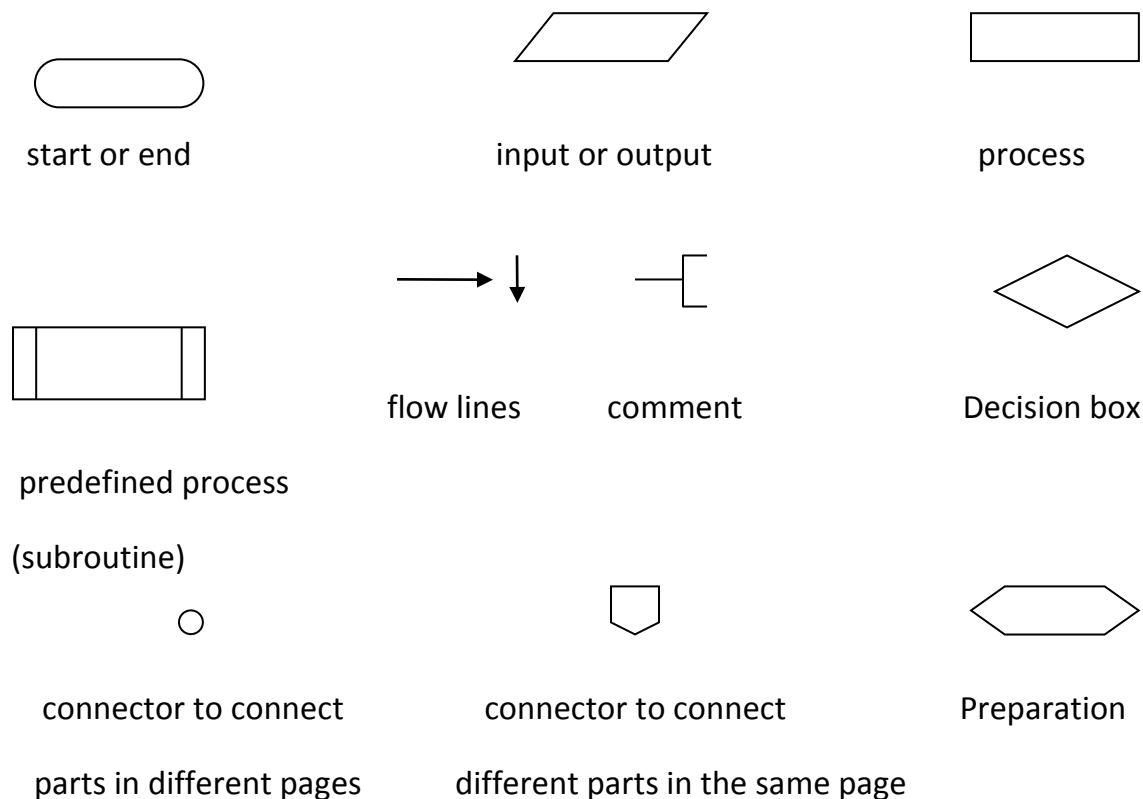 start or end
input or output
process
flow lines
comment
Decision box
predefined process
(subroutine)
connector to connect
parts in different pages
connector to connect
different parts in the same page
Preparation